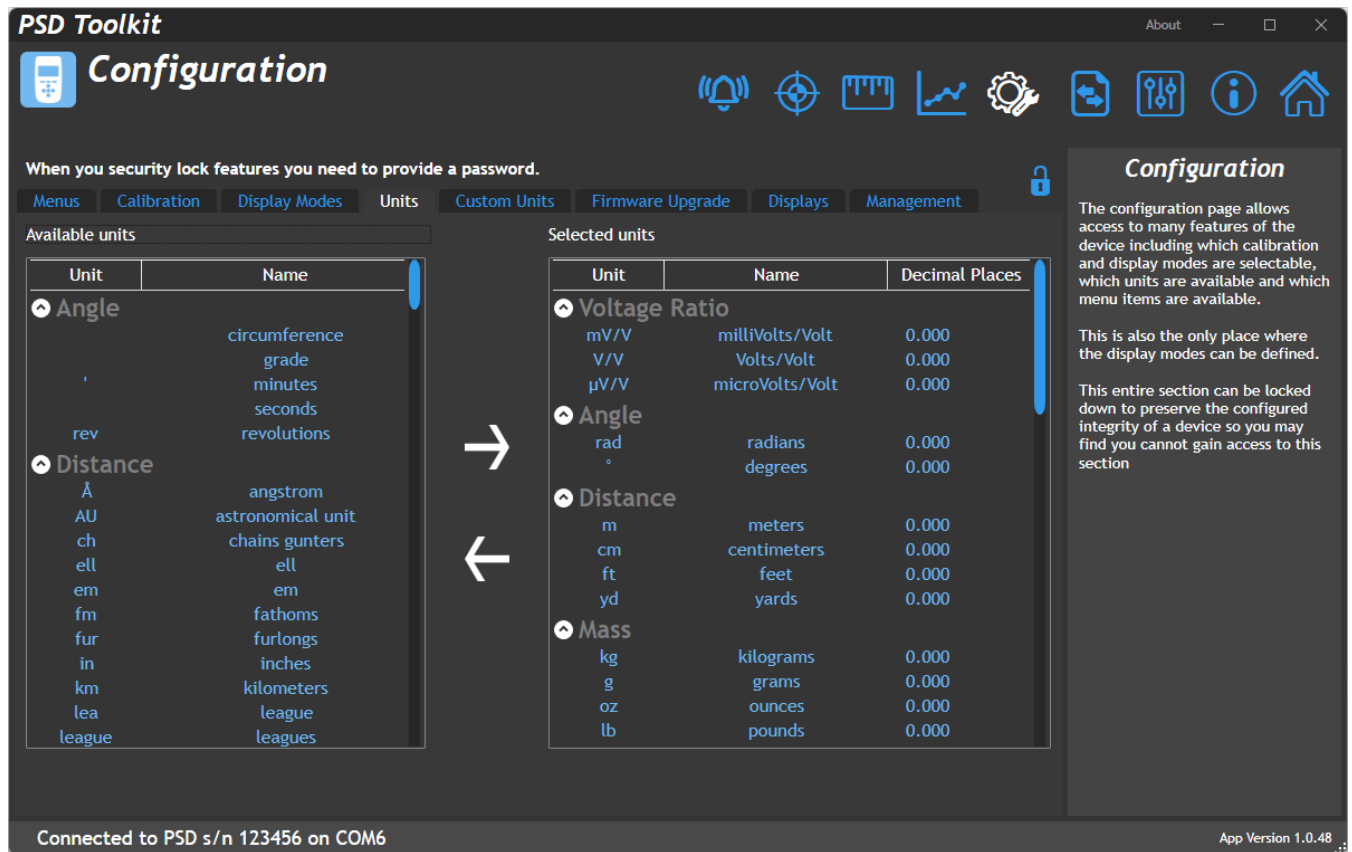 PSD Toolkit
About
Configuration
When you security lock features you need to provide a password.
Menus Calibration Display Modes Units Custom Units Firmware Upgrade Displays Management
Available units
Unit Name
Angle
circumference
grade
' minutes
seconds
rev revolutions
Distance
Å angstrom
AU astronomical unit
ch chains gunters
ell ell
em em
fm fathoms
fur furlongs
in inches
km kilometers
lea league
league leagues
Selected units
Unit Name Decimal Places
Voltage Ratio
mV/V milliVolts/Volt 0.000
V/V Volts/Volt 0.000
µV/V microVolts/Volt 0.000
Angle
rad radians 0.000
° degrees 0.000
Distance
m meters 0.000
cm centimeters 0.000
ft feet 0.000
yd yards 0.000
Mass
kg kilograms 0.000
g grams 0.000
oz ounces 0.000
lb pounds 0.000
Configuration
The configuration page allows
access to many features of the
device including which calibration
and display modes are selectable,
which units are available and which
menu items are available.
This is also the only place where
the display modes can be defined.
This entire section can be locked
down to preserve the configured
integrity of a device so you may
find you cannot gain access to this
section
Connected to PSD s/n 123456 on COM6
App Version 1.0.48